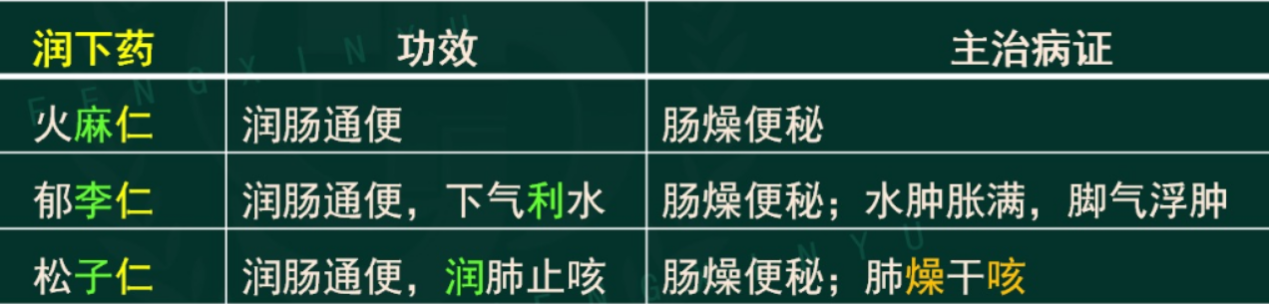 润下药 功效 主治病证
火麻仁 润肠通便 肠燥便秘
郁李仁 润肠通便，下气利水 肠燥便秘；水肿胀满，脚气浮肿
松子仁 润肠通便，润肺止咳 肠燥便秘；肺燥干咳
FENGXINYU
FENGXINYU